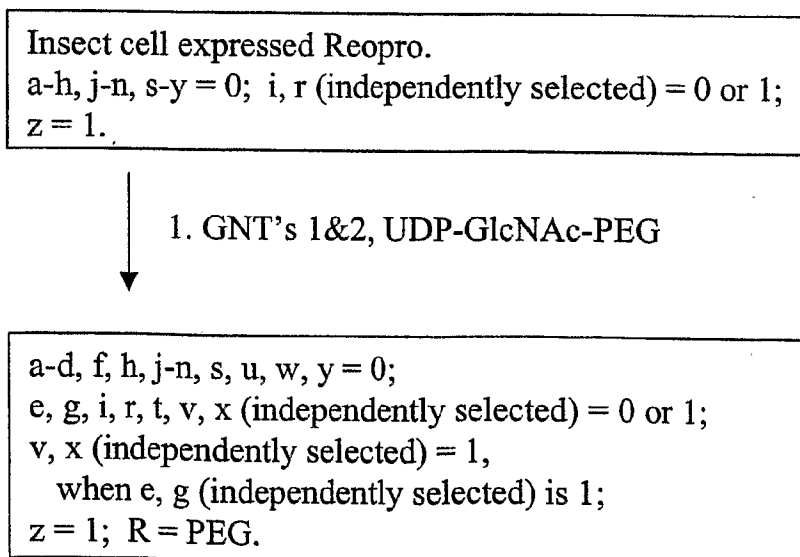 Insect cell expressed Reopro.
a-h, j-n, s-y = 0; i, r (independently selected) = 0 or 1;
z = 1.
1. GNT's 1&2, UDP-GlcNAc-PEG
a-d, f, h, j-n, s, u, w, y = 0;
e, g, i, r, t, v, x (independently selected) = 0 or 1;
v, x (independently selected) = 1,
when e, g (independently selected) is 1;
z = 1; R = PEG.